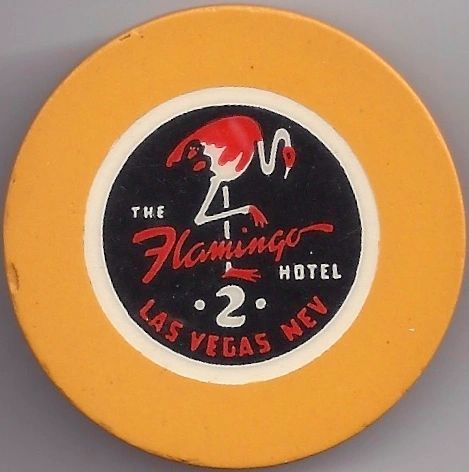 THE
Flamingo
HOTEL
·2·
LAS VEGAS NEV